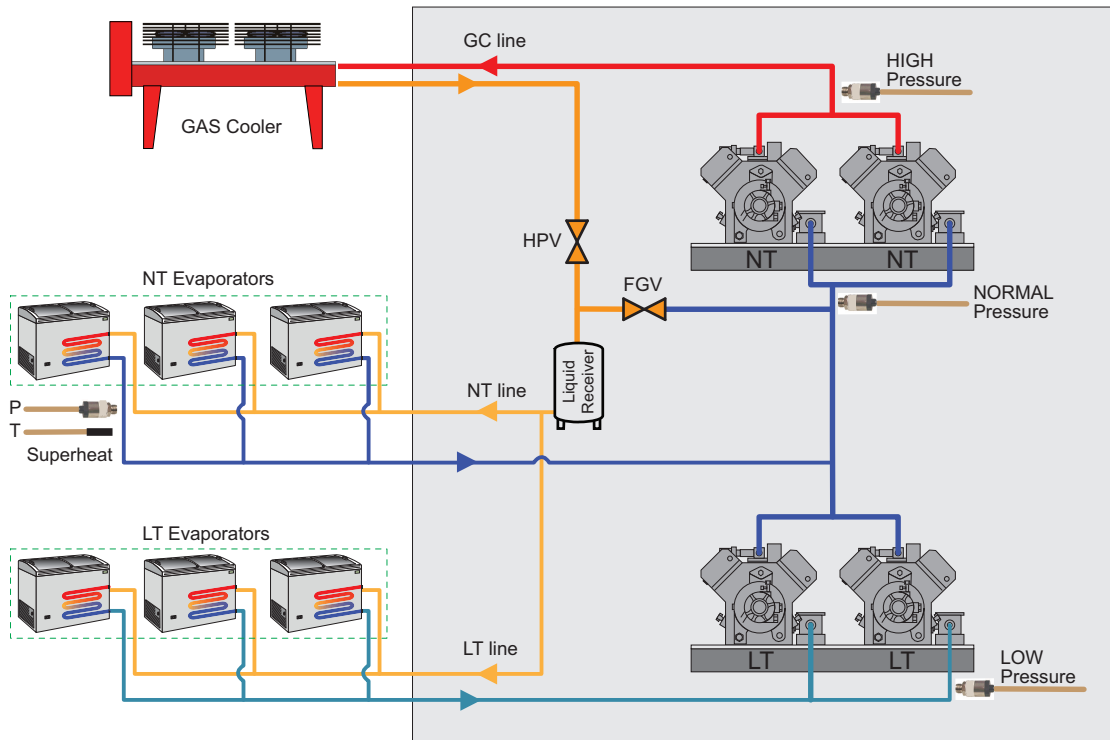 GC line
HIGH
Pressure
GAS Cooler
HPV
NT
NT
NT Evaporators
FGV
NORMAL
Pressure
Liquid
Receiver
NT line
P
T
Superheat
LT Evaporators
LT line
LT
LT
LOW
Pressure